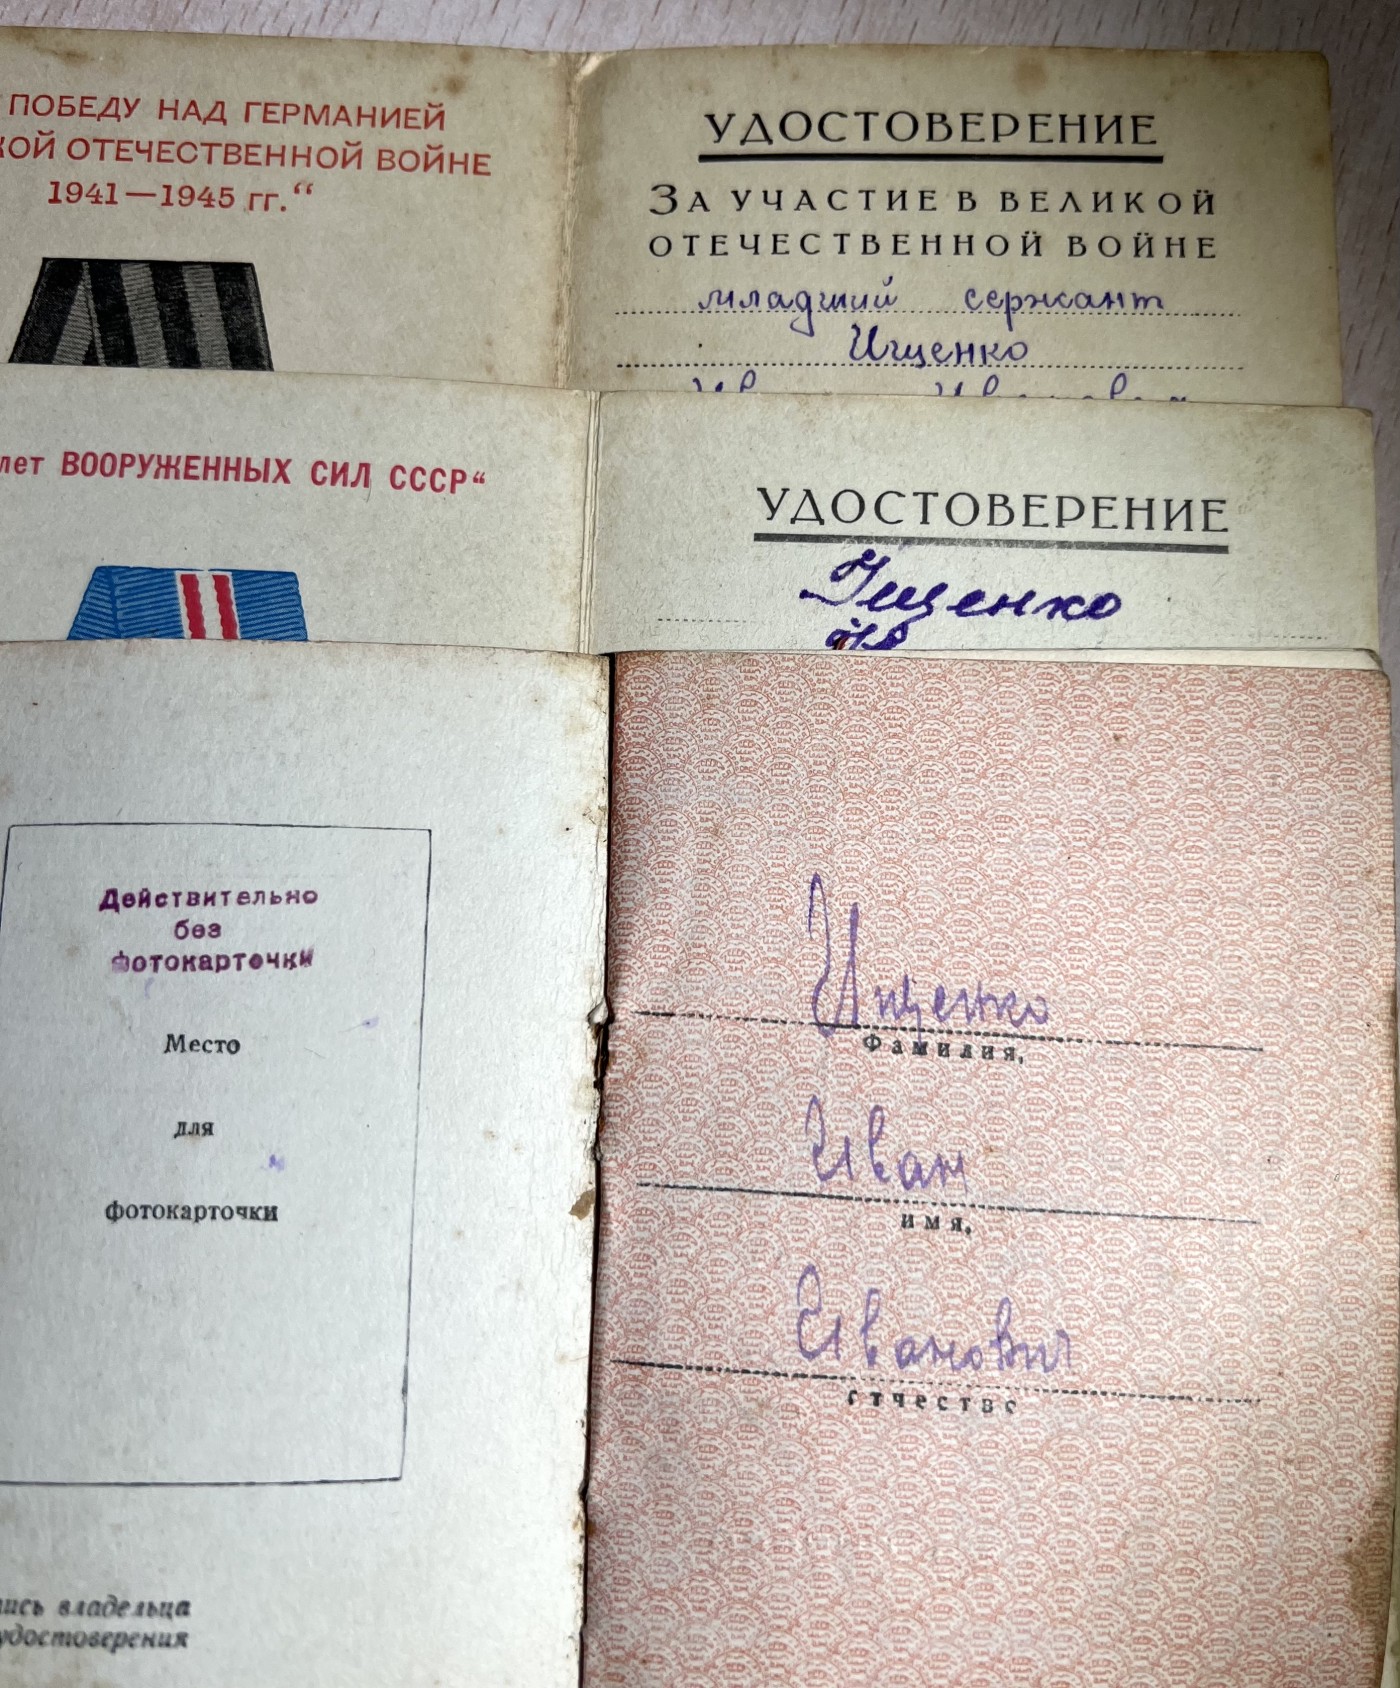 ПОБЕДУ НАД ГЕРМАНИЕЙ
КОЙ ОТЕЧЕСТВЕННОЙ ВОЙНЕ
1941—1945 гг.“
УДОСТОВЕРЕНИЕ
ЗА УЧАСТИЕ В ВЕЛИКОЙ
ОТЕЧЕСТВЕННОЙ ВОЙНЕ
младший сержант
Ищенко
лет ВООРУЖЕННЫХ СИЛ СССР“
УДОСТОВЕРЕНИЕ
Ищенко
Действительно
без
фотокарточки
Место
для
фотокарточки
ись владельца
удостоверения
Ищенко
Фамилия,
Иван
имя,
Иванович
отчество